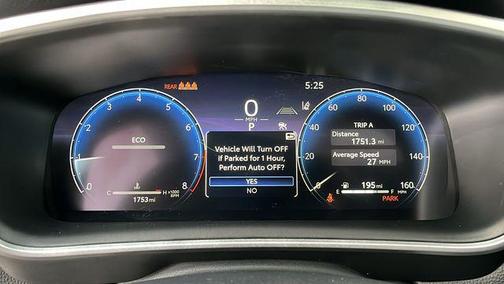 REAR
5:25
0
MPH
P
ECO
0 1 2 3 4 5 6 7 8
x1000 RPM
C H
1753 mi
Vehicle Will Turn OFF
if Parked for 1 Hour,
Perform Auto OFF?
YES
NO
0 20 40 60 80 100 120 140 160
MPH
TRIP A
Distance
1751.3 mi
Average Speed
27 MPH
E F
195 mi
PARK